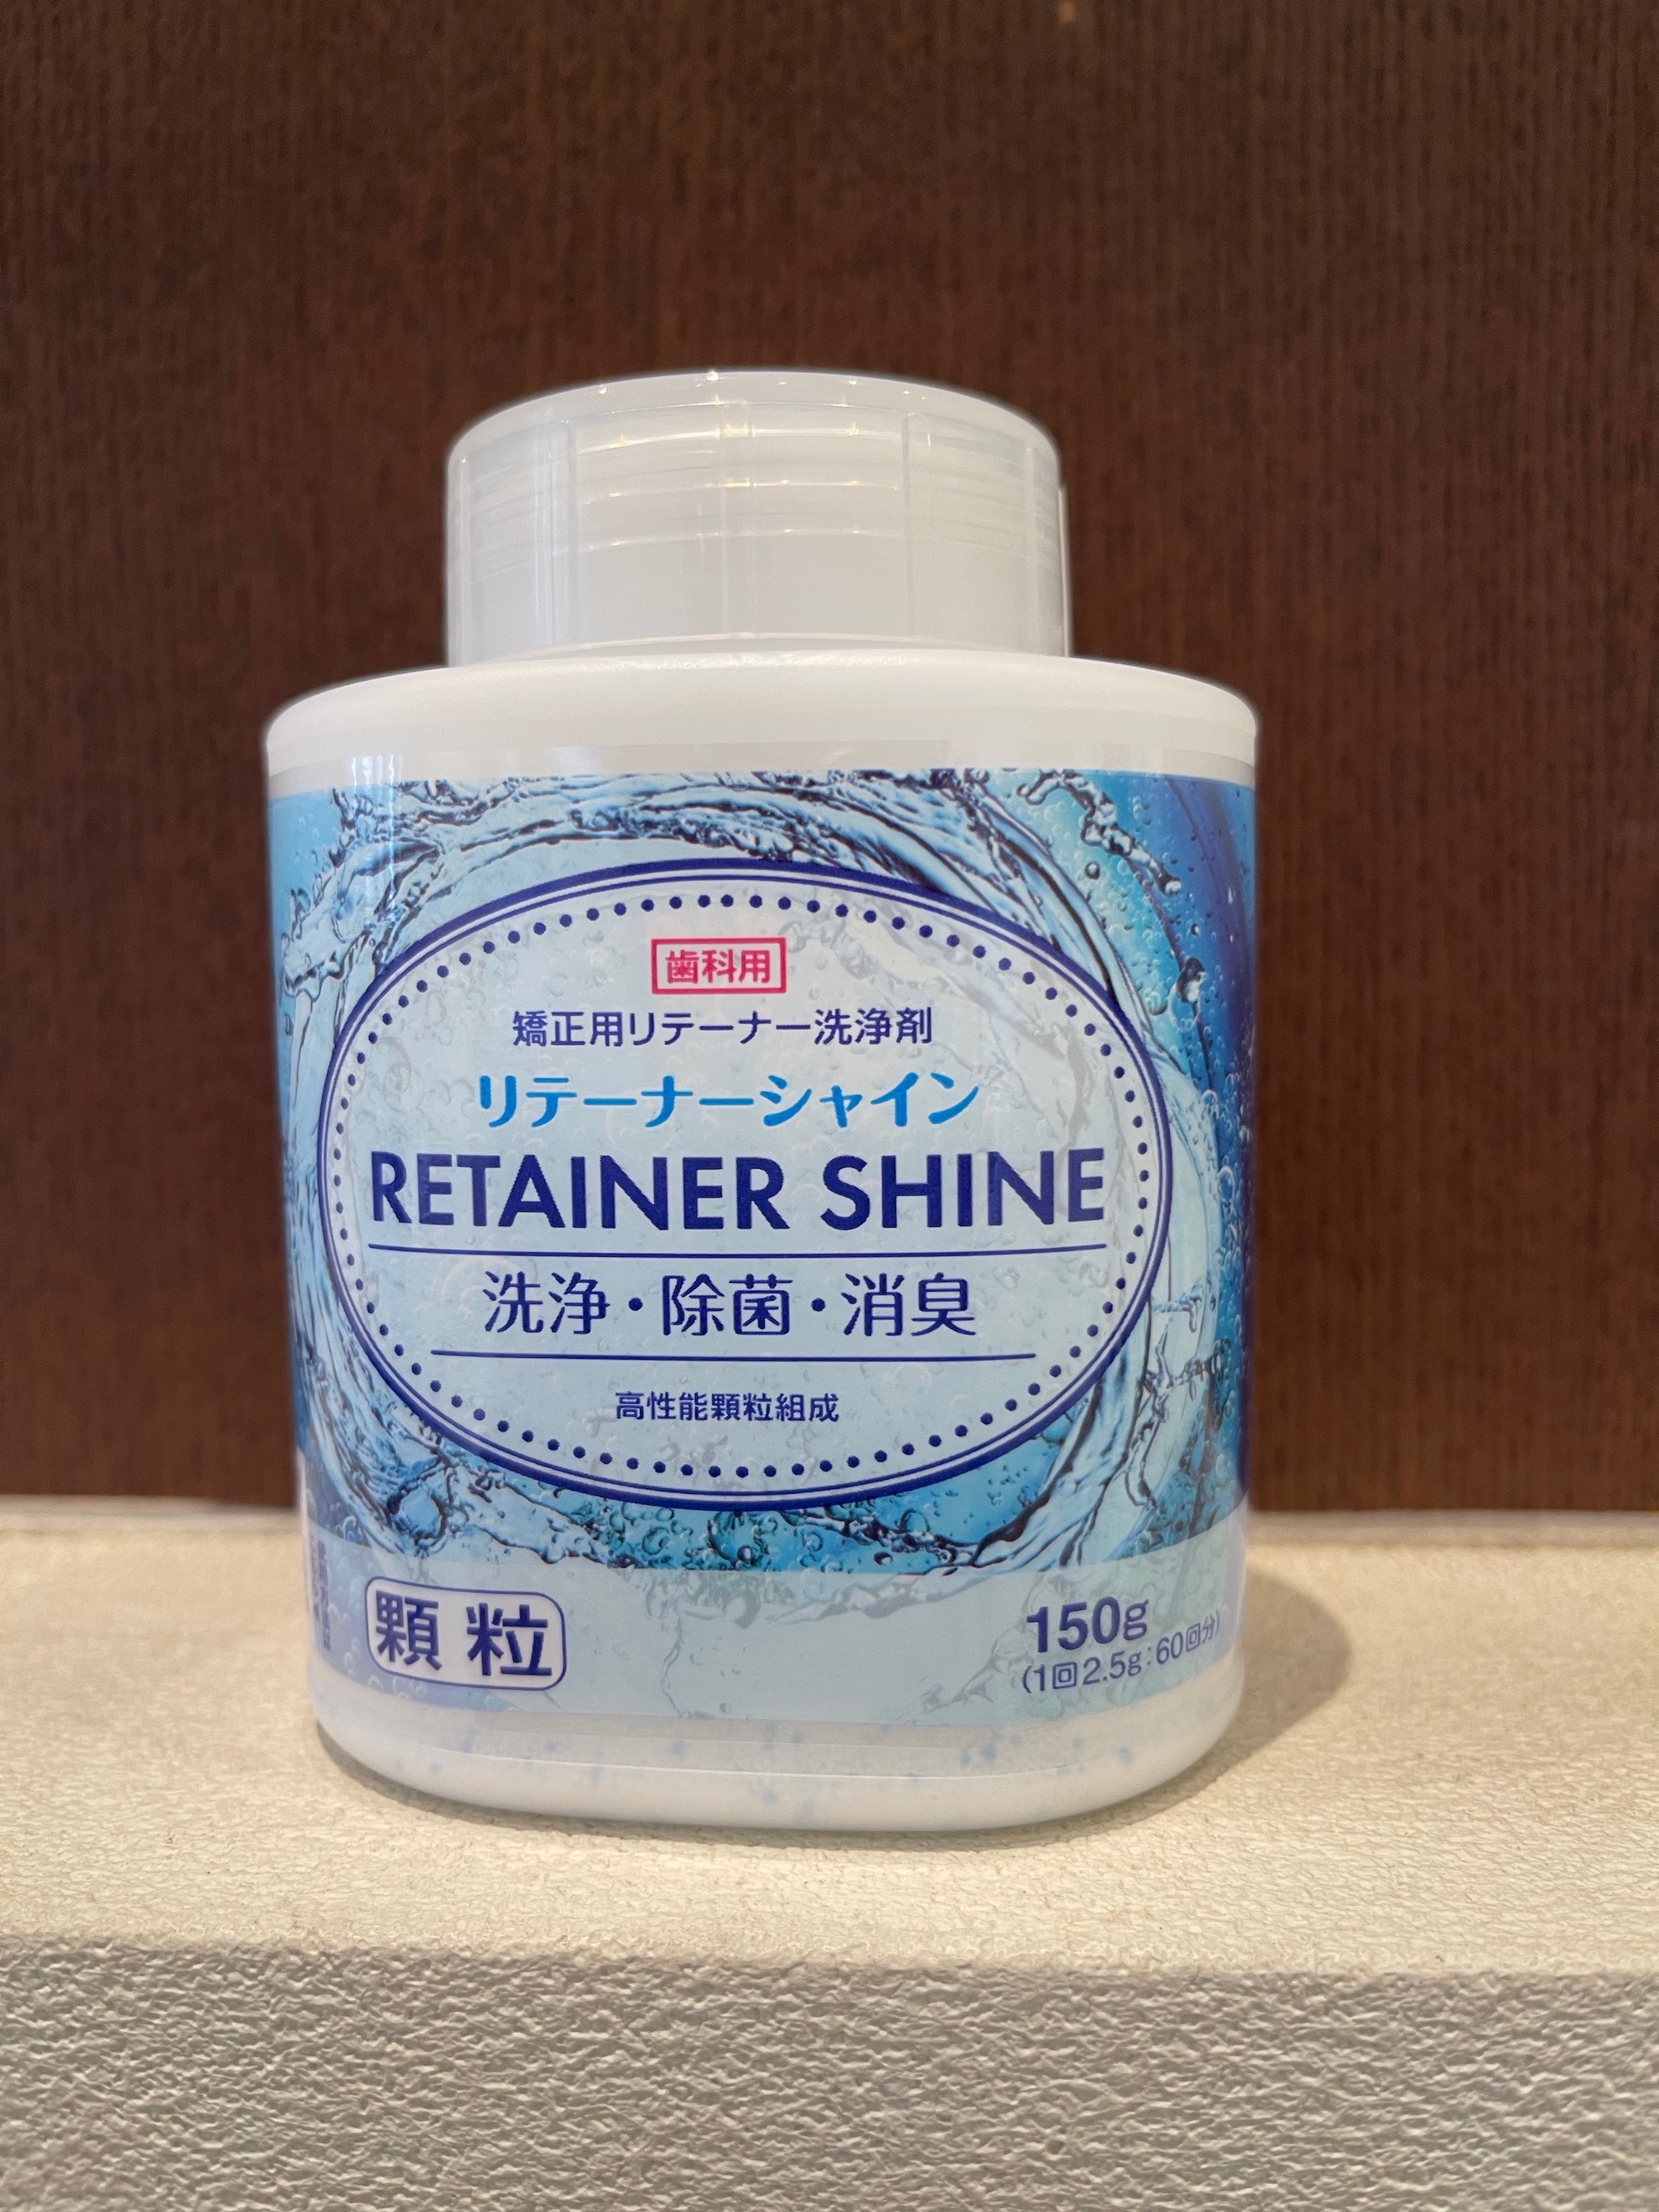 歯科用
矯正用リテーナー洗浄剤
リテーナーシャイン
RETAINER SHINE
洗浄・除菌・消臭
高性能顆粒組成
顆粒
150g
(1回2.5g:60回分)